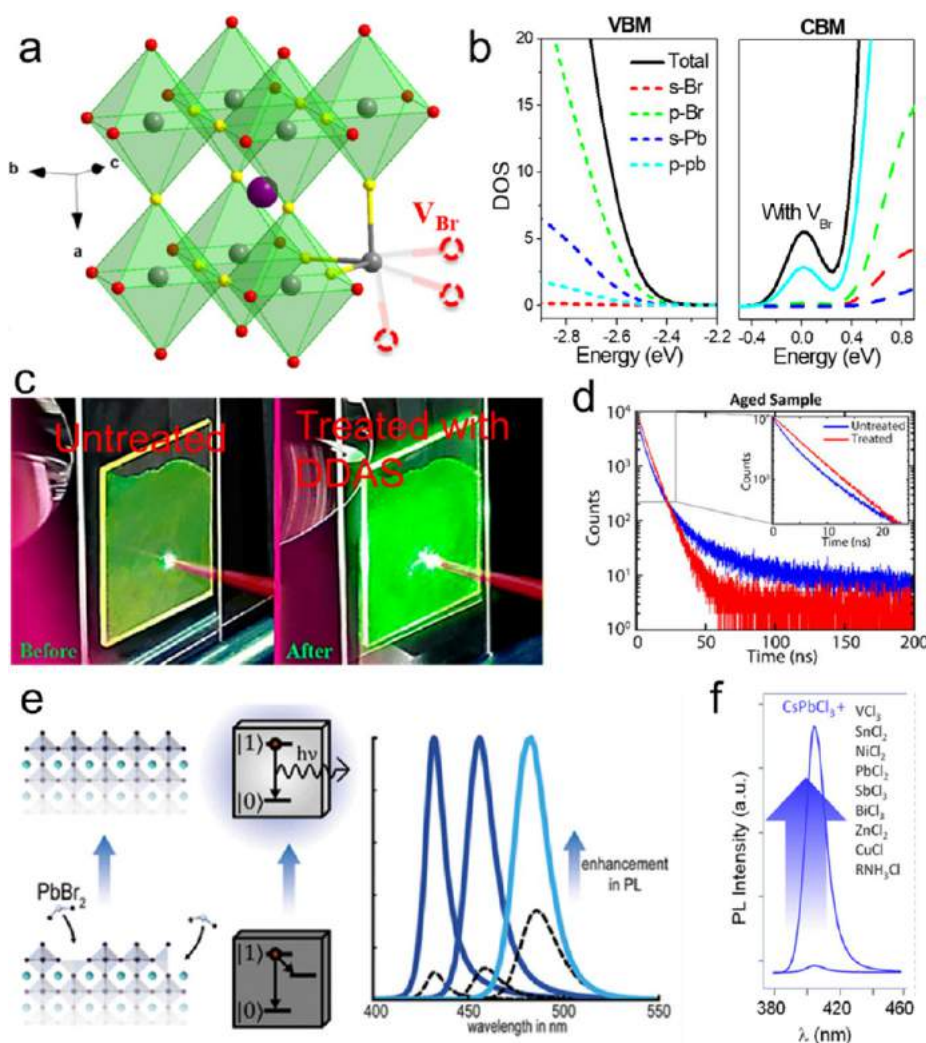 a
b
c
a
V_Br
b
VBM
CBM
20
15
10
5
0
DOS
Total
s-Br
p-Br
s-Pb
p-pb
With V_Br
-2.8 -2.6 -2.4 -2.2
-0.4 0.0 0.4 0.8
Energy (eV)
Energy (eV)
c
Untreated
Treated with
DDAS
Before
After
d
Aged Sample
10^4
10^3
10^2
10^1
10^0
Counts
0 50 100 150 200
Time (ns)
Untreated
Treated
Counts
10^3
0 10 20
Time (ns)
e
PbBr_2
|1⟩
hν
|0⟩
|1⟩
|0⟩
enhancement
in PL
400 450 500 550
wavelength in nm
f
CsPbCl_3 +
VCl_3
SnCl_2
NiCl_2
PbCl_2
SbCl_3
BiCl_3
ZnCl_2
CuCl
RNH_3Cl
PL Intensity (a.u.)
380 400 420 440 460
λ (nm)